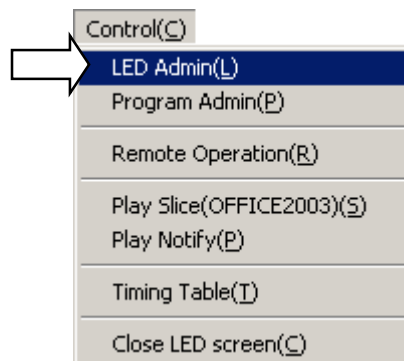 Control(C)
LED Admin(L)
Program Admin(P)
Remote Operation(R)
Play Slice(OFFICE2003)(S)
Play Notify(P)
Timing Table(T)
Close LED screen(C)